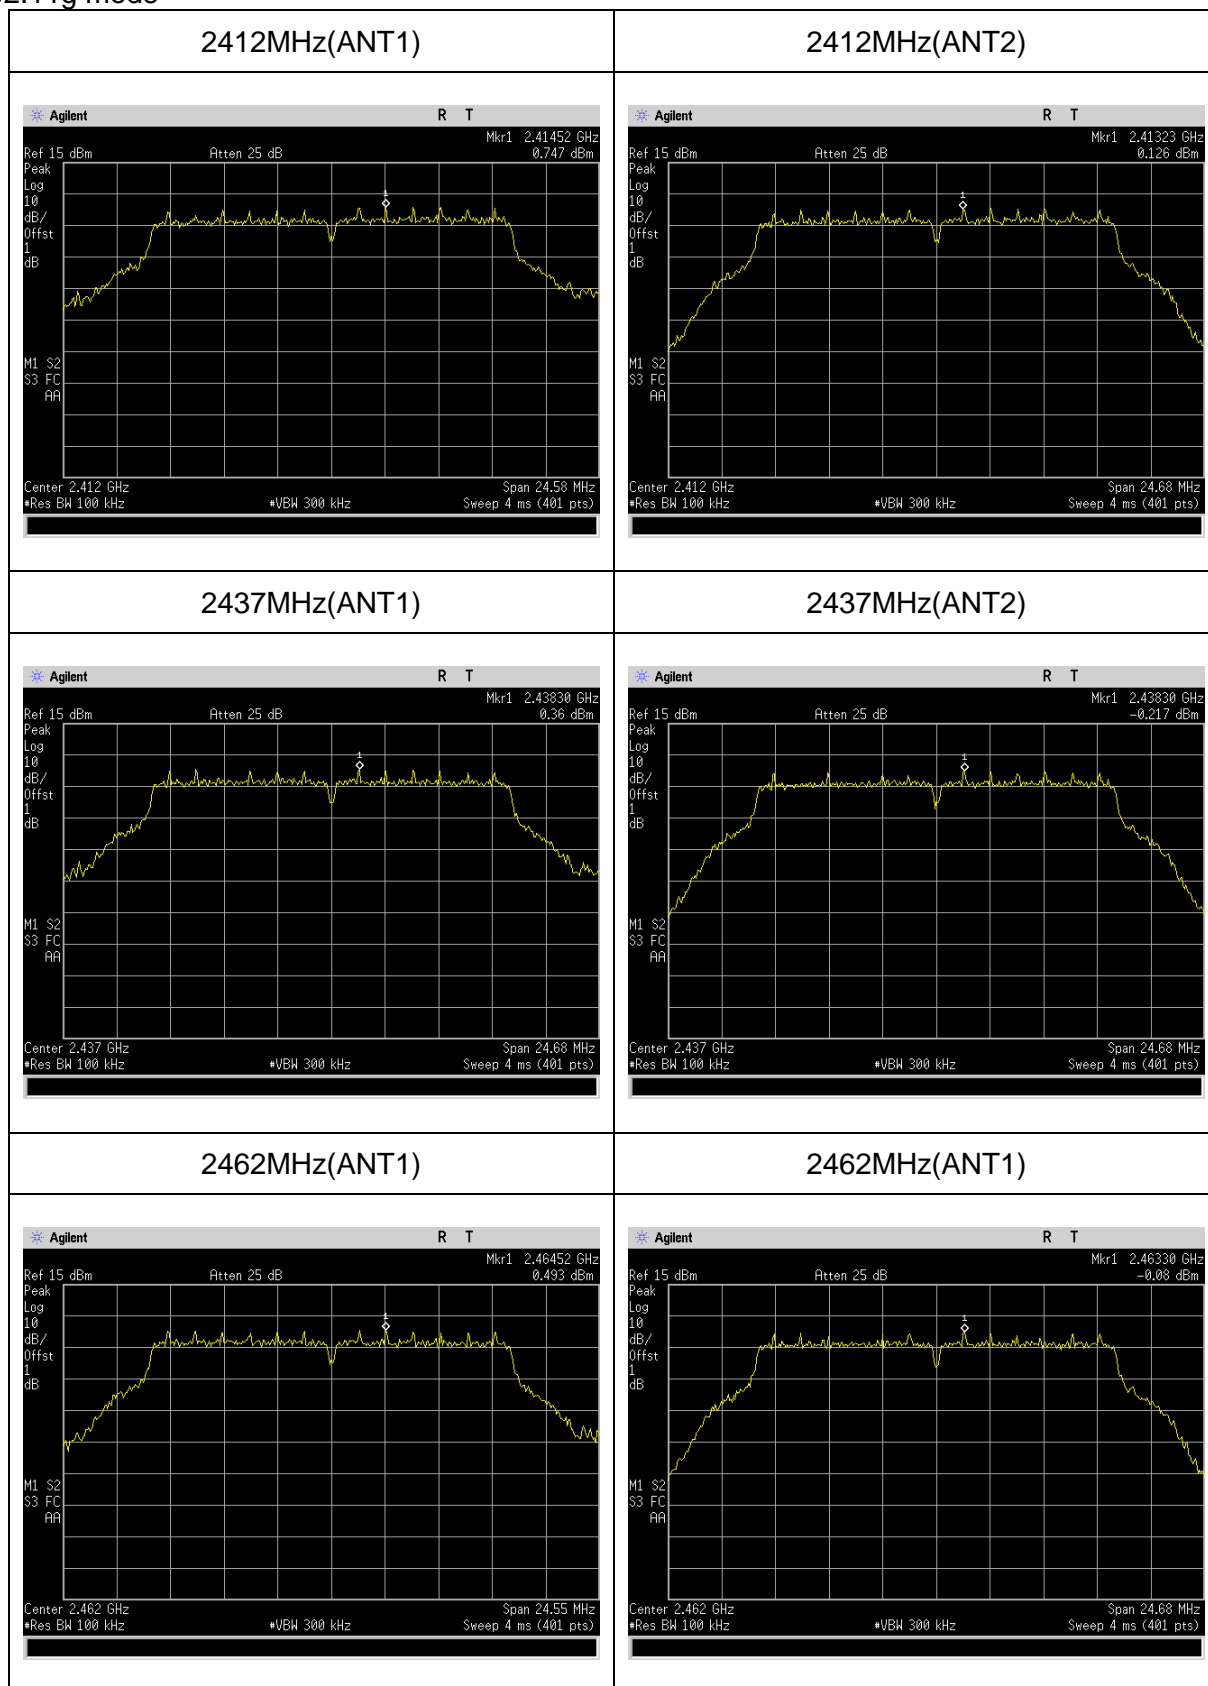 2412MHz(ANT1)
2412MHz(ANT2)
Agilent R T
Mkr1 2.41452 GHz
Ref 15 dBm Atten 25 dB 0.747 dBm
Peak
Log
10
dB/
Offst
1
dB
M1 S2
S3 FC
AA
Center 2.412 GHz Span 24.58 MHz
#Res BW 100 kHz #VBW 300 kHz Sweep 4 ms (401 pts)
1
Agilent R T
Mkr1 2.41323 GHz
Ref 15 dBm Atten 25 dB 0.126 dBm
Peak
Log
10
dB/
Offst
1
dB
M1 S2
S3 FC
AA
Center 2.412 GHz Span 24.68 MHz
#Res BW 100 kHz #VBW 300 kHz Sweep 4 ms (401 pts)
1
2437MHz(ANT1)
2437MHz(ANT2)
Agilent R T
Mkr1 2.43830 GHz
Ref 15 dBm Atten 25 dB 0.36 dBm
Peak
Log
10
dB/
Offst
1
dB
M1 S2
S3 FC
AA
Center 2.437 GHz Span 24.68 MHz
#Res BW 100 kHz #VBW 300 kHz Sweep 4 ms (401 pts)
1
Agilent R T
Mkr1 2.43830 GHz
Ref 15 dBm Atten 25 dB -0.217 dBm
Peak
Log
10
dB/
Offst
1
dB
M1 S2
S3 FC
AA
Center 2.437 GHz Span 24.68 MHz
#Res BW 100 kHz #VBW 300 kHz Sweep 4 ms (401 pts)
1
2462MHz(ANT1)
2462MHz(ANT1)
Agilent R T
Mkr1 2.46452 GHz
Ref 15 dBm Atten 25 dB 0.493 dBm
Peak
Log
10
dB/
Offst
1
dB
M1 S2
S3 FC
AA
Center 2.462 GHz Span 24.55 MHz
#Res BW 100 kHz #VBW 300 kHz Sweep 4 ms (401 pts)
1
Agilent R T
Mkr1 2.46330 GHz
Ref 15 dBm Atten 25 dB -0.08 dBm
Peak
Log
10
dB/
Offst
1
dB
M1 S2
S3 FC
AA
Center 2.462 GHz Span 24.68 MHz
#Res BW 100 kHz #VBW 300 kHz Sweep 4 ms (401 pts)
1